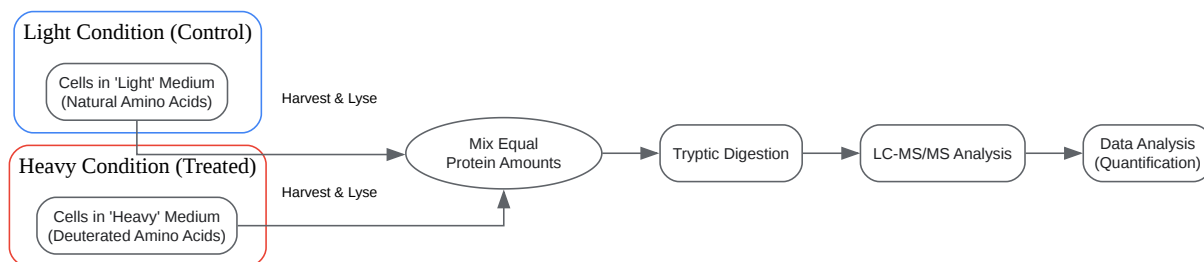 Light Condition (Control)
Cells in 'Light' Medium
(Natural Amino Acids)
Harvest & Lyse
Heavy Condition (Treated)
Cells in 'Heavy' Medium
(Deuterated Amino Acids)
Harvest & Lyse
Mix Equal
Protein Amounts
Tryptic Digestion
LC-MS/MS Analysis
Data Analysis
(Quantification)